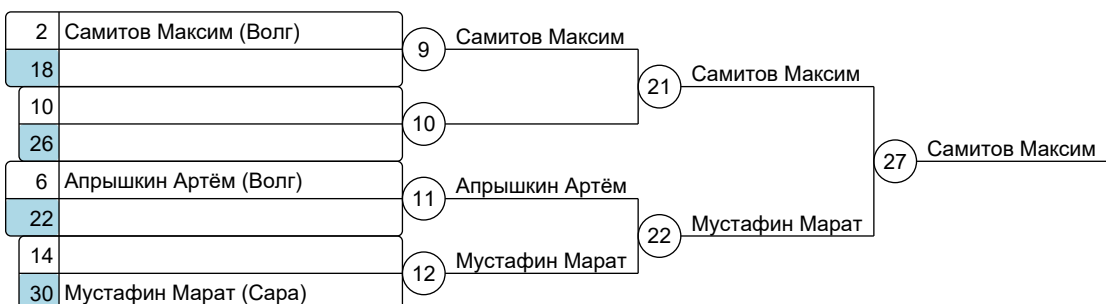 2 Самитов Максим (Волг)
18
9 Самитов Максим
10
26
10
21 Самитов Максим
6 Апрышкин Артём (Волг)
22
11 Апрышкин Артём
14
30 Мустафин Марат (Сара)
12 Мустафин Марат
22 Мустафин Марат
27 Самитов Максим